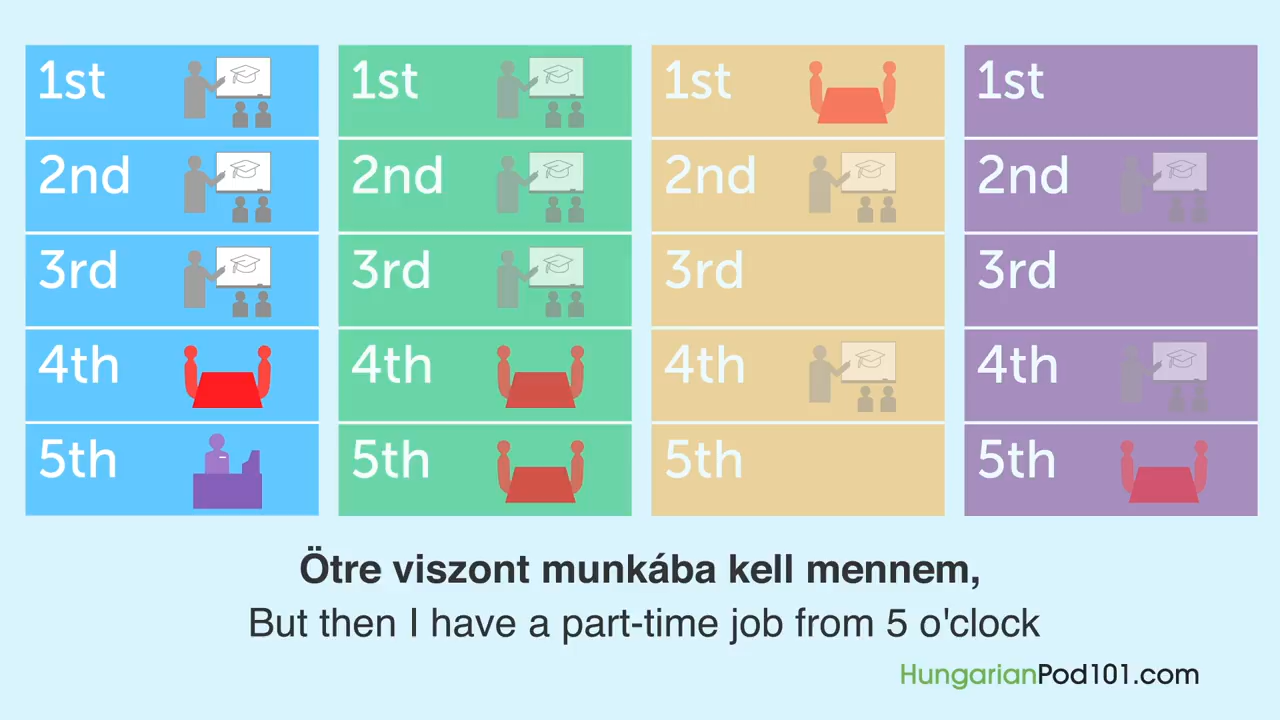 1st 1st 1st 1st
2nd 2nd 2nd 2nd
3rd 3rd 3rd 3rd
4th 4th 4th 4th
5th 5th 5th 5th
Ötre viszont munkába kell mennem,
But then I have a part-time job from 5 o'clock
HungarianPod101.com